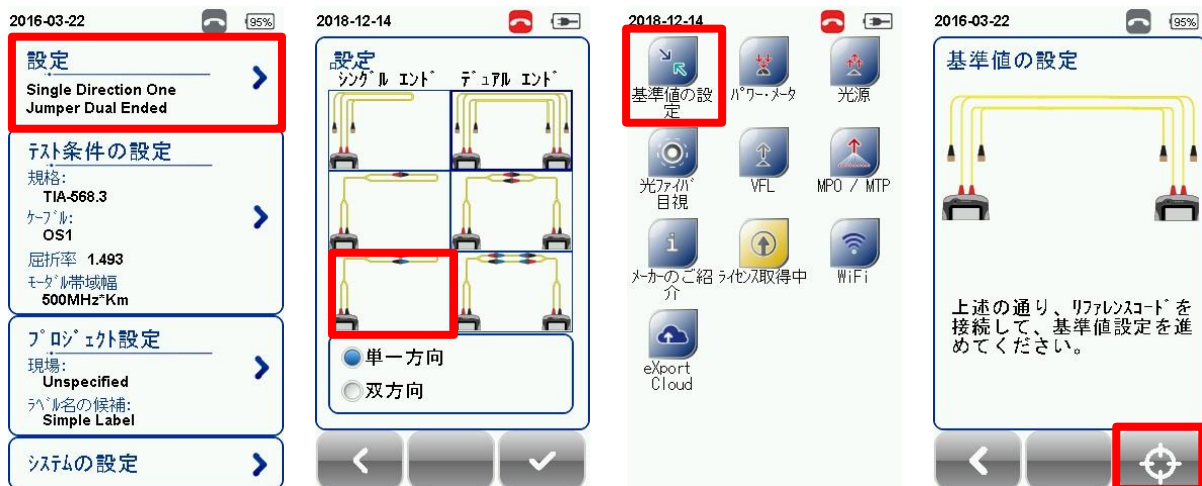 2016-03-22
95%
設定
Single Direction One
Jumper Dual Ended
ﾃｽﾄ条件の設定
規格:
TIA-568.3
ｹｰﾌﾞﾙ:
OS1
屈折率 1.493
ﾓｰﾀﾞﾙ帯域幅
500MHz*Km
ﾌﾟﾛｼﾞｪｸﾄ設定
現場:
Unspecified
ﾗﾍﾞﾙ名の候補:
Simple Label
ｼｽﾃﾑの設定
2018-12-14
設定
ｼﾝｸﾞﾙ ｴﾝﾄﾞ ﾃﾞｭｱﾙ ｴﾝﾄﾞ
単一方向
双方向
2018-12-14
基準値の設
定
ﾊﾟﾜｰ･ﾒｰﾀ
光源
光ﾌｧｲﾊﾞ
目視
VFL
MPO / MTP
ﾒｰｶｰのご紹
介
ﾗｲｾﾝｽ取得中
WiFi
eXport
Cloud
2016-03-22
95%
基準値の設定
上述の通り、ﾘﾌｧﾚﾝｽｺｰﾄﾞを
接続して、基準値設定を進
めてください。